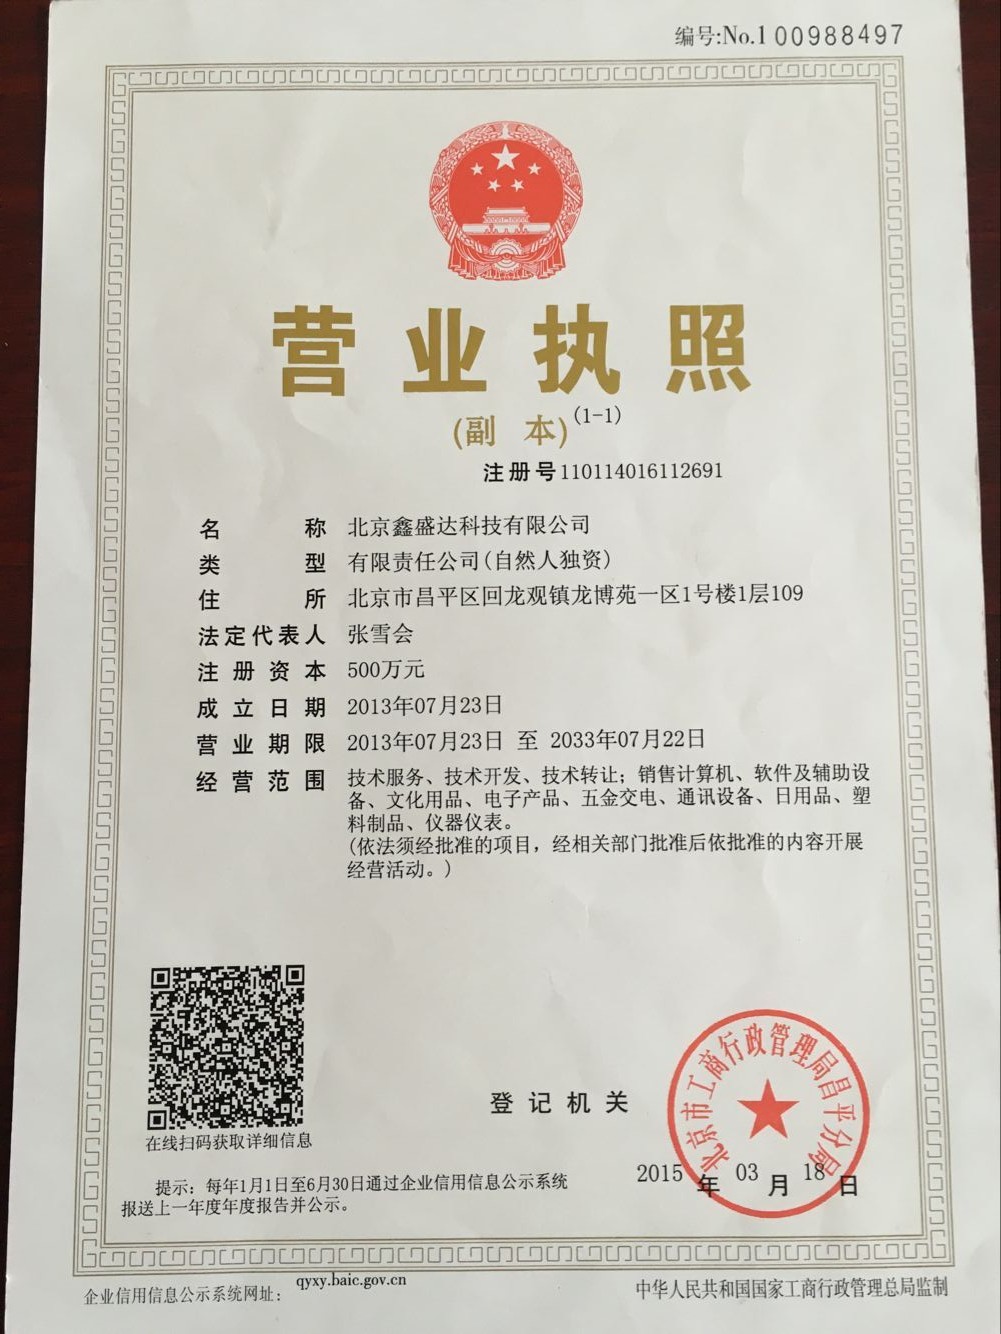 编号:No.1 00988497
营业执照
(副 本)(1-1)
注册号110114016112691
名称 北京鑫盛达科技有限公司
类型 有限责任公司(自然人独资)
住所 北京市昌平区回龙观镇龙博苑一区1号楼1层109
法定代表人 张雪会
注册资本 500万元
成立日期 2013年07月23日
营业期限 2013年07月23日 至 2033年07月22日
经营范围 技术服务、技术开发、技术转让；销售计算机、软件及辅助设
备、文化用品、电子产品、五金交电、通讯设备、日用品、塑
料制品、仪器仪表。
(依法须经批准的项目，经相关部门批准后依批准的内容开展
经营活动。)
在线扫码获取详细信息
登记机关
北京市工商行政管理局昌平分局
2015年03月18日
提示：每年1月1日至6月30日通过企业信用信息公示系统
报送上一年度年度报告并公示。
企业信用信息公示系统网址： qyxy.baic.gov.cn
中华人民共和国国家工商行政管理总局监制